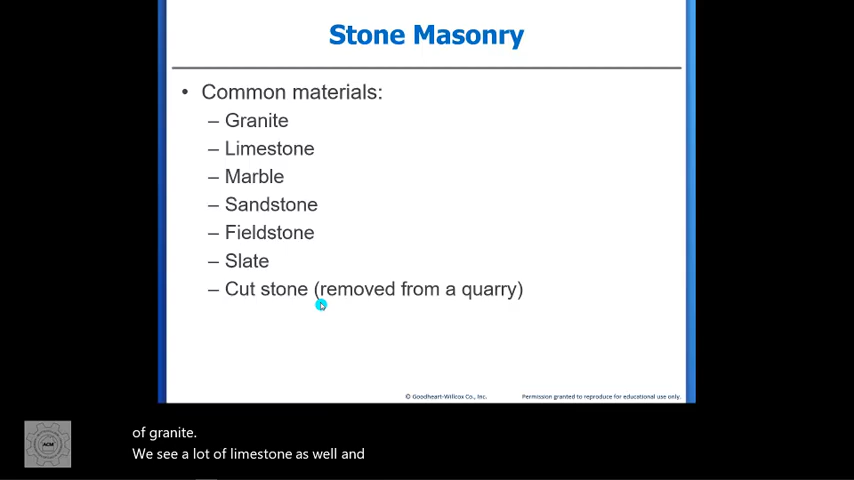 Stone Masonry
• Common materials:
– Granite
– Limestone
– Marble
– Sandstone
– Fieldstone
– Slate
– Cut stone (removed from a quarry)
© Goodheart-Willcox Co., Inc. Permission granted to reproduce for educational use only.
of granite.
ACM
We see a lot of limestone as well and